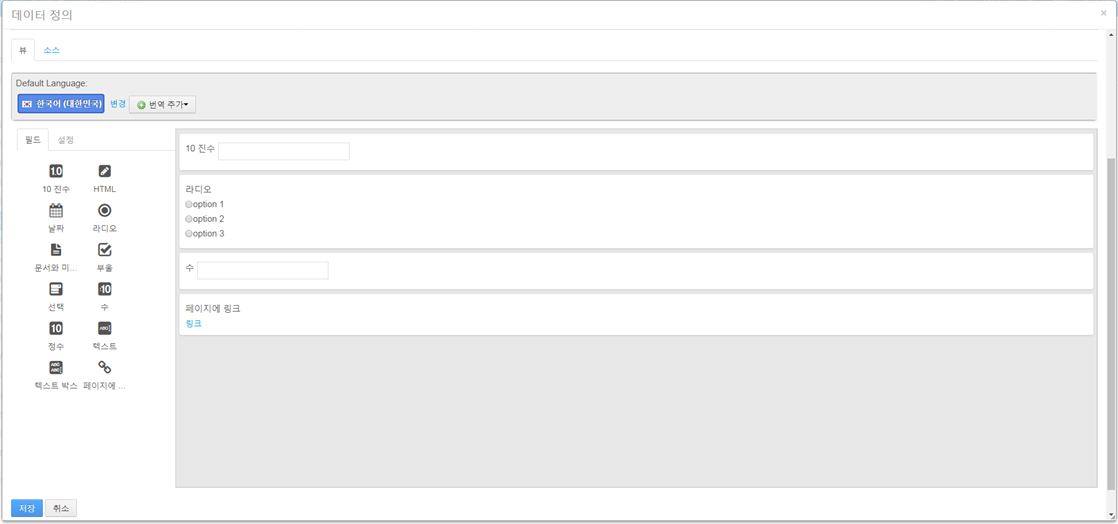 데이터 정의
×
뷰 소스
Default Language:
한국어 (대한민국) 변경 번역 추가
필드 설정
10 10 진수
HTML
날짜 라디오
문서와 미... 부울
선택 10 수
10 정수 ABC 텍스트
ABC ABC 텍스트 박스 페이지에 ...
10 진수
라디오
option 1
option 2
option 3
수
페이지에 링크
링크
저장 취소